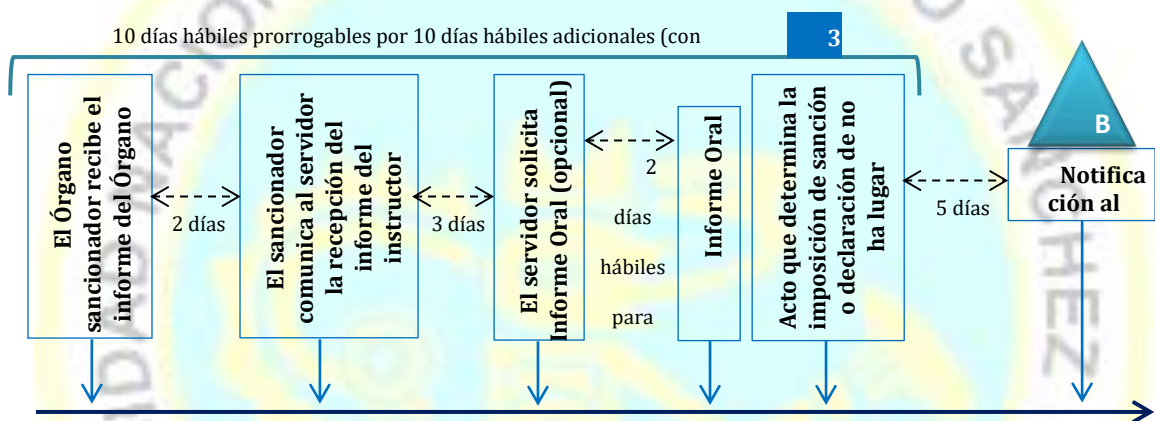 10 días hábiles prorrogables por 10 días hábiles adicionales (con
3
El Órgano
sancionador recibe el
informe del Órgano
2 días
El sancionador
comunica al servidor
la recepción del
informe del
instructor
3 días
El servidor solicita
Informe Oral (opcional)
2
días
hábiles
para
Informe Oral
Acto que determina la
imposición de sanción
o declaración de no
ha lugar
5 días
B
Notifica
ción al